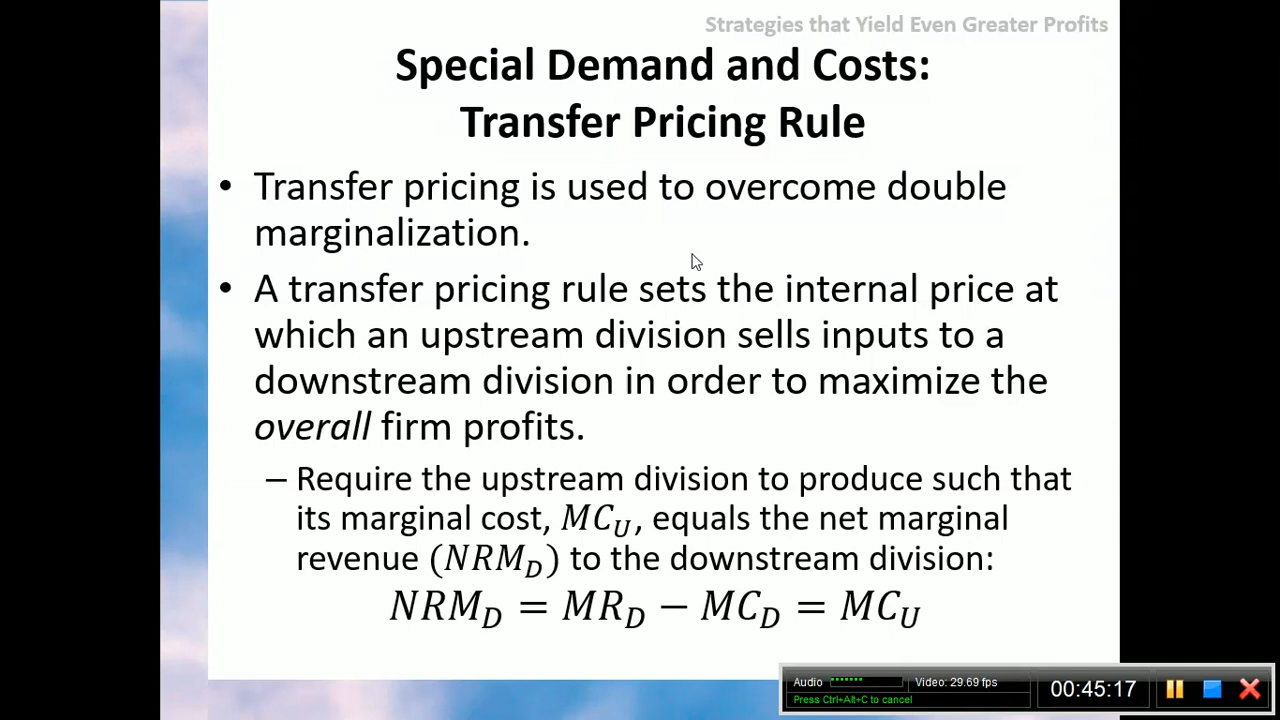 Strategies that Yield Even Greater Profits
Special Demand and Costs:
Transfer Pricing Rule
• Transfer pricing is used to overcome double
marginalization.
• A transfer pricing rule sets the internal price at
which an upstream division sells inputs to a
downstream division in order to maximize the
overall firm profits.
– Require the upstream division to produce such that
its marginal cost, MC_U, equals the net marginal
revenue (NRM_D) to the downstream division:
NRM_D = MR_D − MC_D = MC_U
Audio Video: 29.69 fps
Press Ctrl+Alt+C to cancel
00:45:17